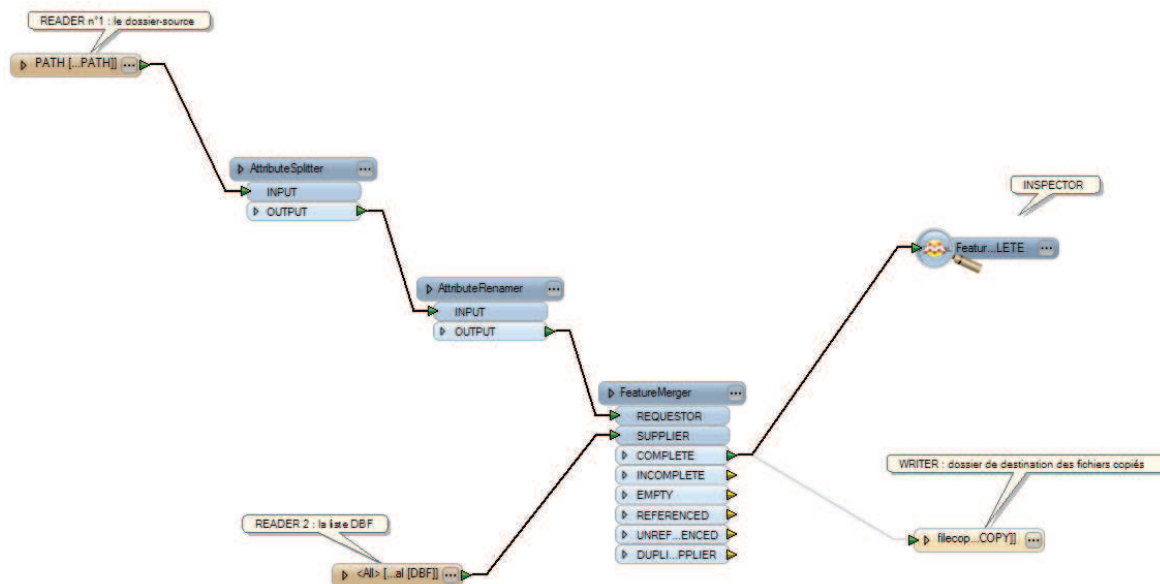 READER n°1 : le dossier-source
PATH [...PATH]] ...
AttributeSplitter ...
INPUT
OUTPUT
INSPECTOR
Featur...LETE ...
AttributeRenamer ...
INPUT
OUTPUT
FeatureMerger ...
REQUESTOR
SUPPLIER
COMPLETE
INCOMPLETE
EMPTY
REFERENCED
UNREF...ENCED
DUPLI...PPLIER
WRITER : dossier de destination des fichiers copiés
filecop...COPY]] ...
READER 2 : la liste DBF
<All> [...al [DBF]] ...